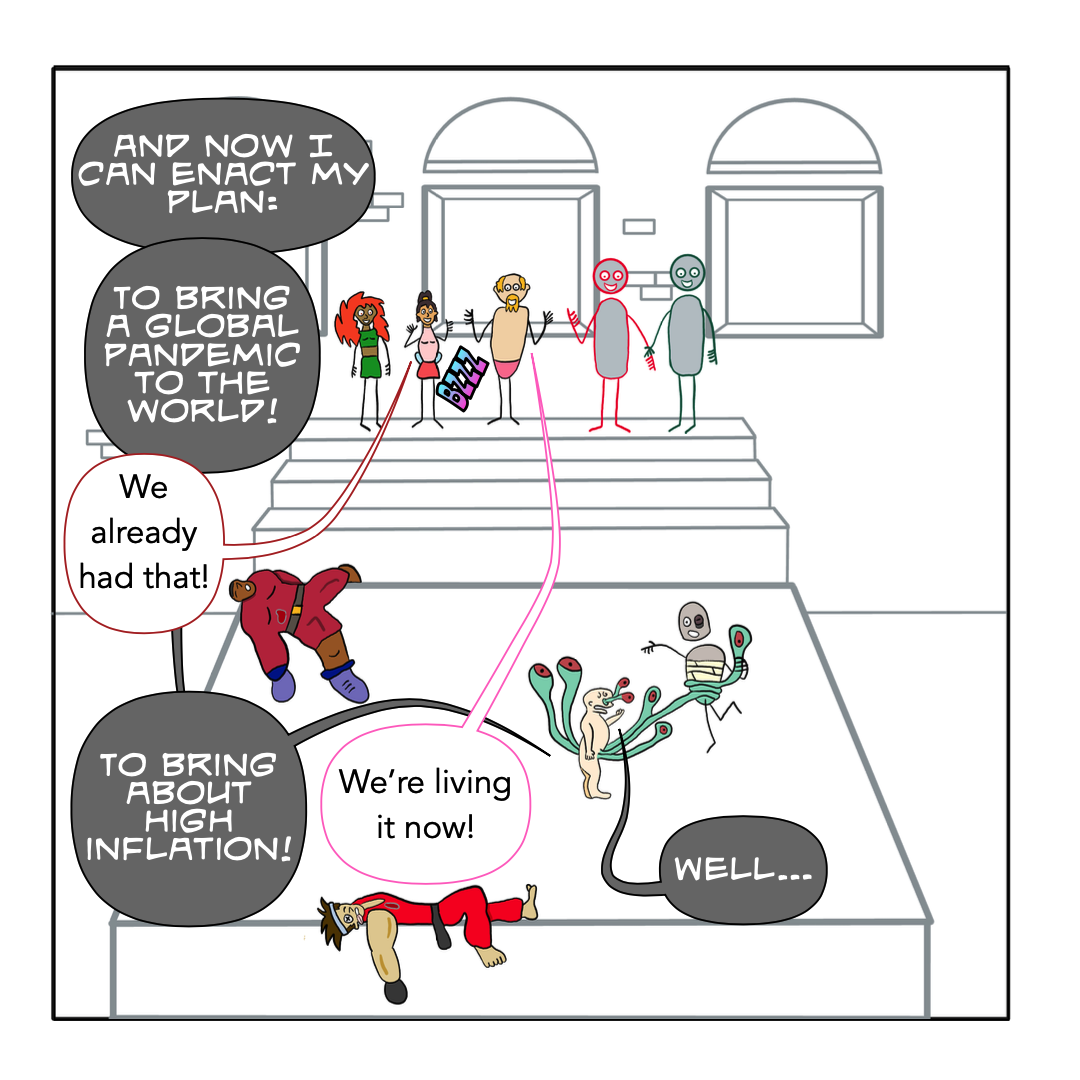 AND NOW I
CAN ENACT MY
PLAN:
TO BRING
A GLOBAL
PANDEMIC
TO THE
WORLD!
We
already
had that!
BZZZ
TO BRING
ABOUT
HIGH
INFLATION!
We're living
it now!
WELL...